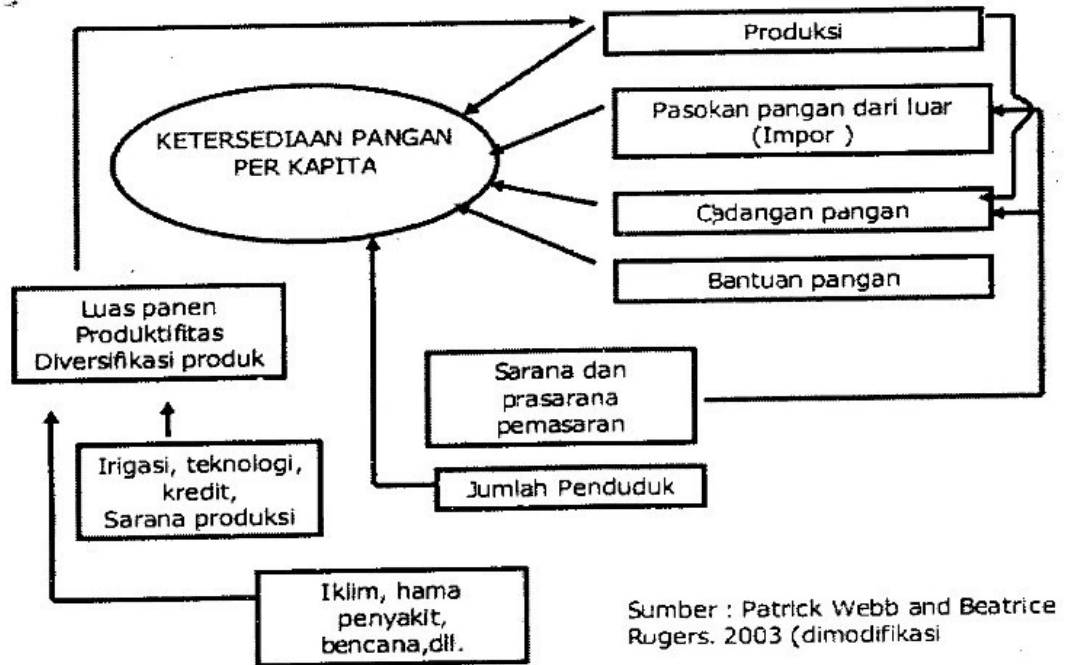 Produksi
Pasokan pangan dari luar
(Impor )
KETERSEDIAAN PANGAN
PER KAPITA
Cadangan pangan
Bantuan pangan
Luas panen
Produktifitas
Diversifikasi produk
Sarana dan
prasarana
pemasaran
Irigasi, teknologi,
kredit,
Sarana produksi
Jumlah Penduduk
Iklim, hama
penyakit,
bencana,dll.
Sumber : Patrick Webb and Beatrice
Rugers. 2003 (dimodifikasi